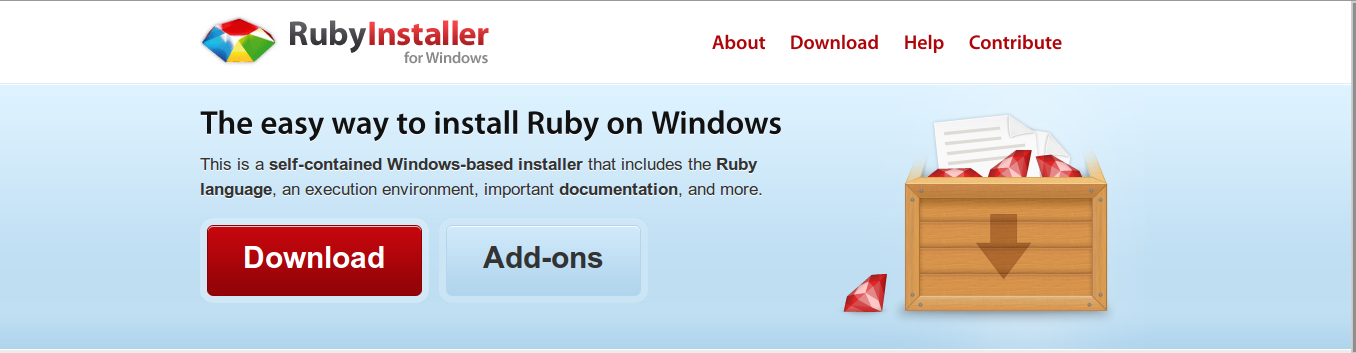 RubyInstaller
for Windows
About Download Help Contribute
The easy way to install Ruby on Windows
This is a self-contained Windows-based installer that includes the Ruby
language, an execution environment, important documentation, and more.
Download Add-ons